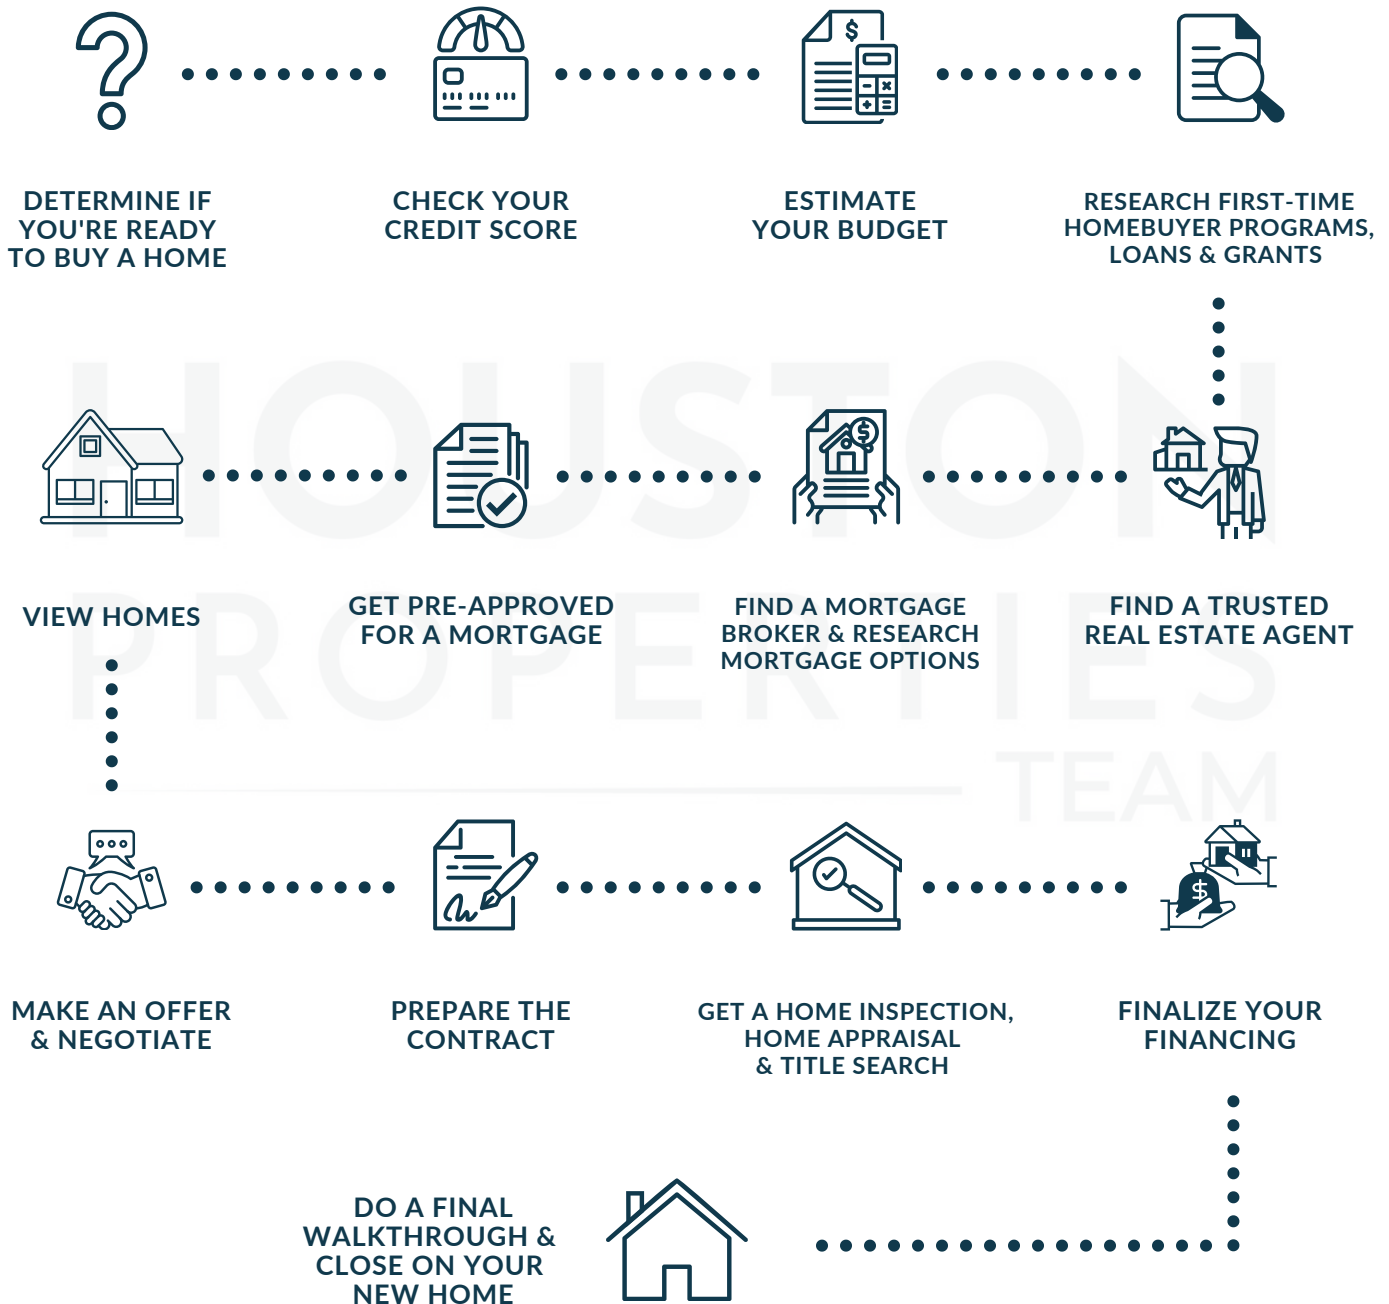 DETERMINE IF
YOU'RE READY
TO BUY A HOME
CHECK YOUR
CREDIT SCORE
$
ESTIMATE
YOUR BUDGET
RESEARCH FIRST-TIME
HOMEBUYER PROGRAMS,
LOANS & GRANTS
HOUSTON
PROPERTIES
TEAM
$
FIND A TRUSTED
REAL ESTATE AGENT
FIND A MORTGAGE
BROKER & RESEARCH
MORTGAGE OPTIONS
GET PRE-APPROVED
FOR A MORTGAGE
VIEW HOMES
MAKE AN OFFER
& NEGOTIATE
PREPARE THE
CONTRACT
GET A HOME INSPECTION,
HOME APPRAISAL
& TITLE SEARCH
$
FINALIZE YOUR
FINANCING
DO A FINAL
WALKTHROUGH &
CLOSE ON YOUR
NEW HOME